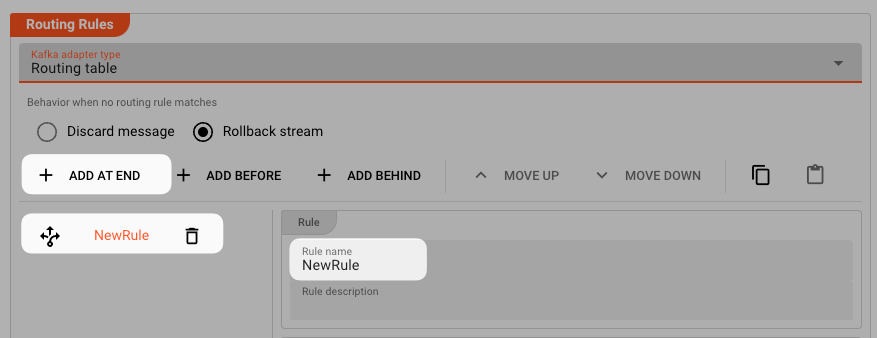 Routing Rules
Kafka adapter type
Routing table
Behavior when no routing rule matches
Discard message Rollback stream
ADD AT END ADD BEFORE ADD BEHIND MOVE UP MOVE DOWN
Rule
NewRule
Rule name
NewRule
Rule description